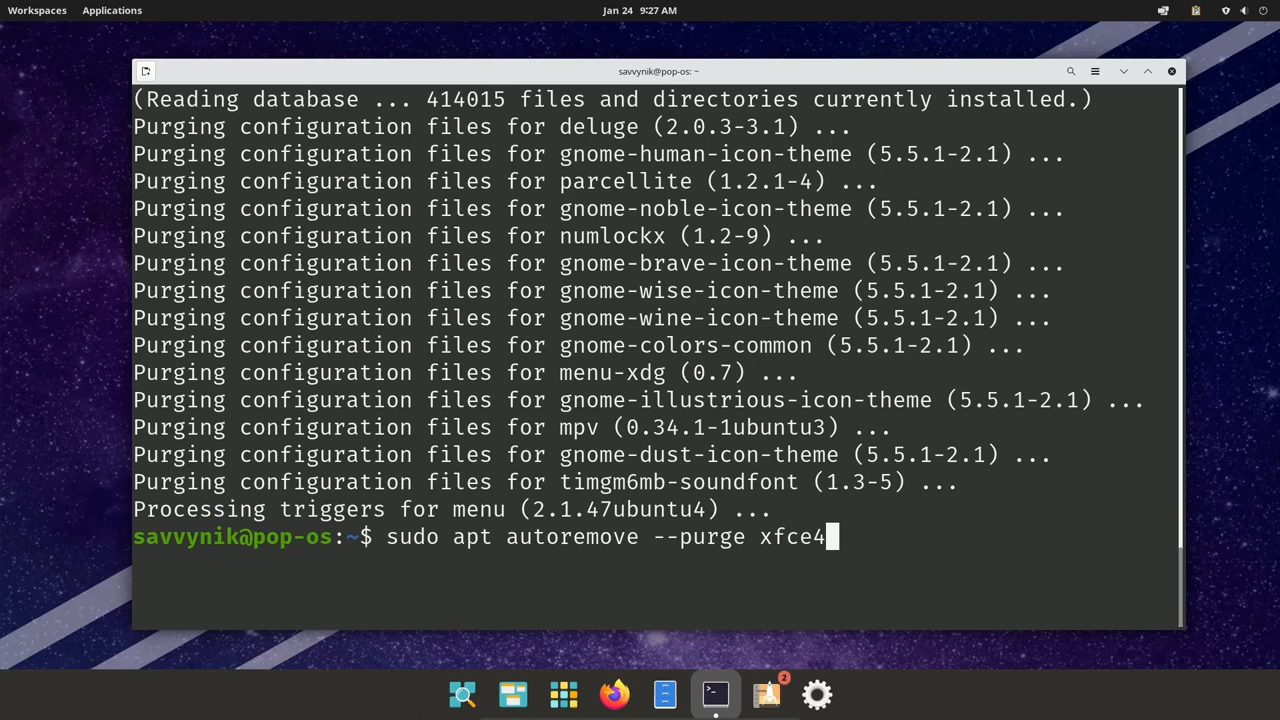 Workspaces Applications Jan 24 9:27 AM
savvynik@pop-os: ~
(Reading database ... 414015 files and directories currently installed.)
Purging configuration files for deluge (2.0.3-3.1) ...
Purging configuration files for gnome-human-icon-theme (5.5.1-2.1) ...
Purging configuration files for parcellite (1.2.1-4) ...
Purging configuration files for gnome-noble-icon-theme (5.5.1-2.1) ...
Purging configuration files for numlockx (1.2-9) ...
Purging configuration files for gnome-brave-icon-theme (5.5.1-2.1) ...
Purging configuration files for gnome-wise-icon-theme (5.5.1-2.1) ...
Purging configuration files for gnome-wine-icon-theme (5.5.1-2.1) ...
Purging configuration files for gnome-colors-common (5.5.1-2.1) ...
Purging configuration files for menu-xdg (0.7) ...
Purging configuration files for gnome-illustrious-icon-theme (5.5.1-2.1) ...
Purging configuration files for mpv (0.34.1-1ubuntu3) ...
Purging configuration files for gnome-dust-icon-theme (5.5.1-2.1) ...
Purging configuration files for timgm6mb-soundfont (1.3-5) ...
Processing triggers for menu (2.1.47ubuntu4) ...
savvynik@pop-os:~$ sudo apt autoremove --purge xfce4
>_ 2